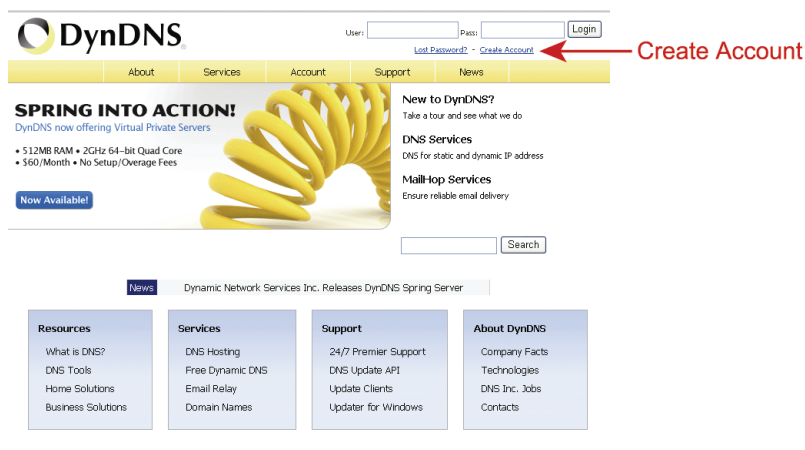 DynDNS
User: Pass: Login
Lost Password? - Create Account
Create Account
About Services Account Support News
SPRING INTO ACTION!
DynDNS now offering Virtual Private Servers
• 512MB RAM • 2GHz 64-bit Quad Core
• $60/Month • No Setup/Overage Fees
Now Available!
New to DynDNS?
Take a tour and see what we do
DNS Services
DNS for static and dynamic IP address
MailHop Services
Ensure reliable email delivery
Search
News Dynamic Network Services Inc. Releases DynDNS Spring Server
Resources
What is DNS?
DNS Tools
Home Solutions
Business Solutions
Services
DNS Hosting
Free Dynamic DNS
Email Relay
Domain Names
Support
24/7 Premier Support
DNS Update API
Update Clients
Updater for Windows
About DynDNS
Company Facts
Technologies
DNS Inc. Jobs
Contacts